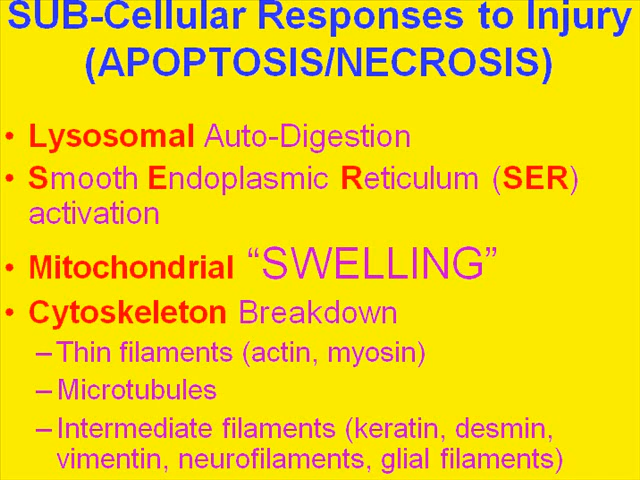 SUB-Cellular Responses to Injury
(APOPTOSIS/NECROSIS)
• Lysosomal Auto-Digestion
• Smooth Endoplasmic Reticulum (SER)
activation
• Mitochondrial “SWELLING”
• Cytoskeleton Breakdown
– Thin filaments (actin, myosin)
– Microtubules
– Intermediate filaments (keratin, desmin,
vimentin, neurofilaments, glial filaments)